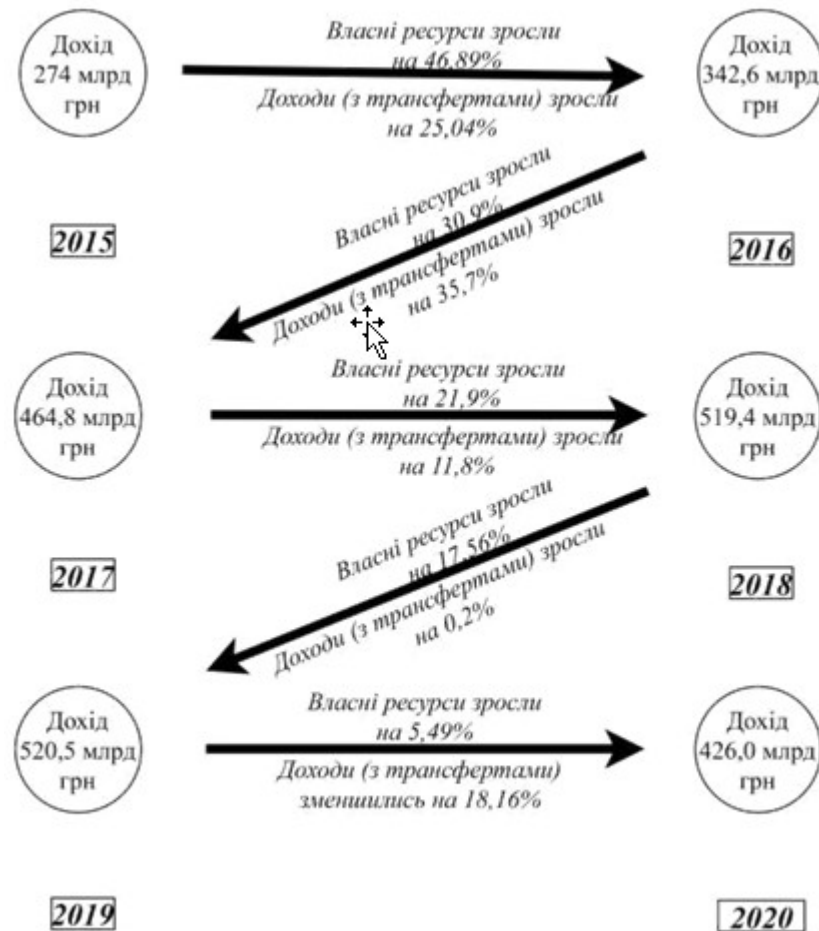 Дохід
274 млрд
грн
Власні ресурси зросли
на 46,89%
Доходи (з трансфертами) зросли
на 25,04%
Дохід
342,6 млрд
грн
2015
2016
Власні ресурси зросли
на 30,9%
Доходи (з трансфертами) зросли
на 35,7%
Дохід
464,8 млрд
грн
Власні ресурси зросли
на 21,9%
Доходи (з трансфертами) зросли
на 11,8%
Дохід
519,4 млрд
грн
2017
2018
Власні ресурси зросли
на 17,56%
Доходи (з трансфертами) зросли
на 0,2%
Дохід
520,5 млрд
грн
Власні ресурси зросли
на 5,49%
Доходи (з трансфертами)
зменшились на 18,16%
Дохід
426,0 млрд
грн
2019
2020